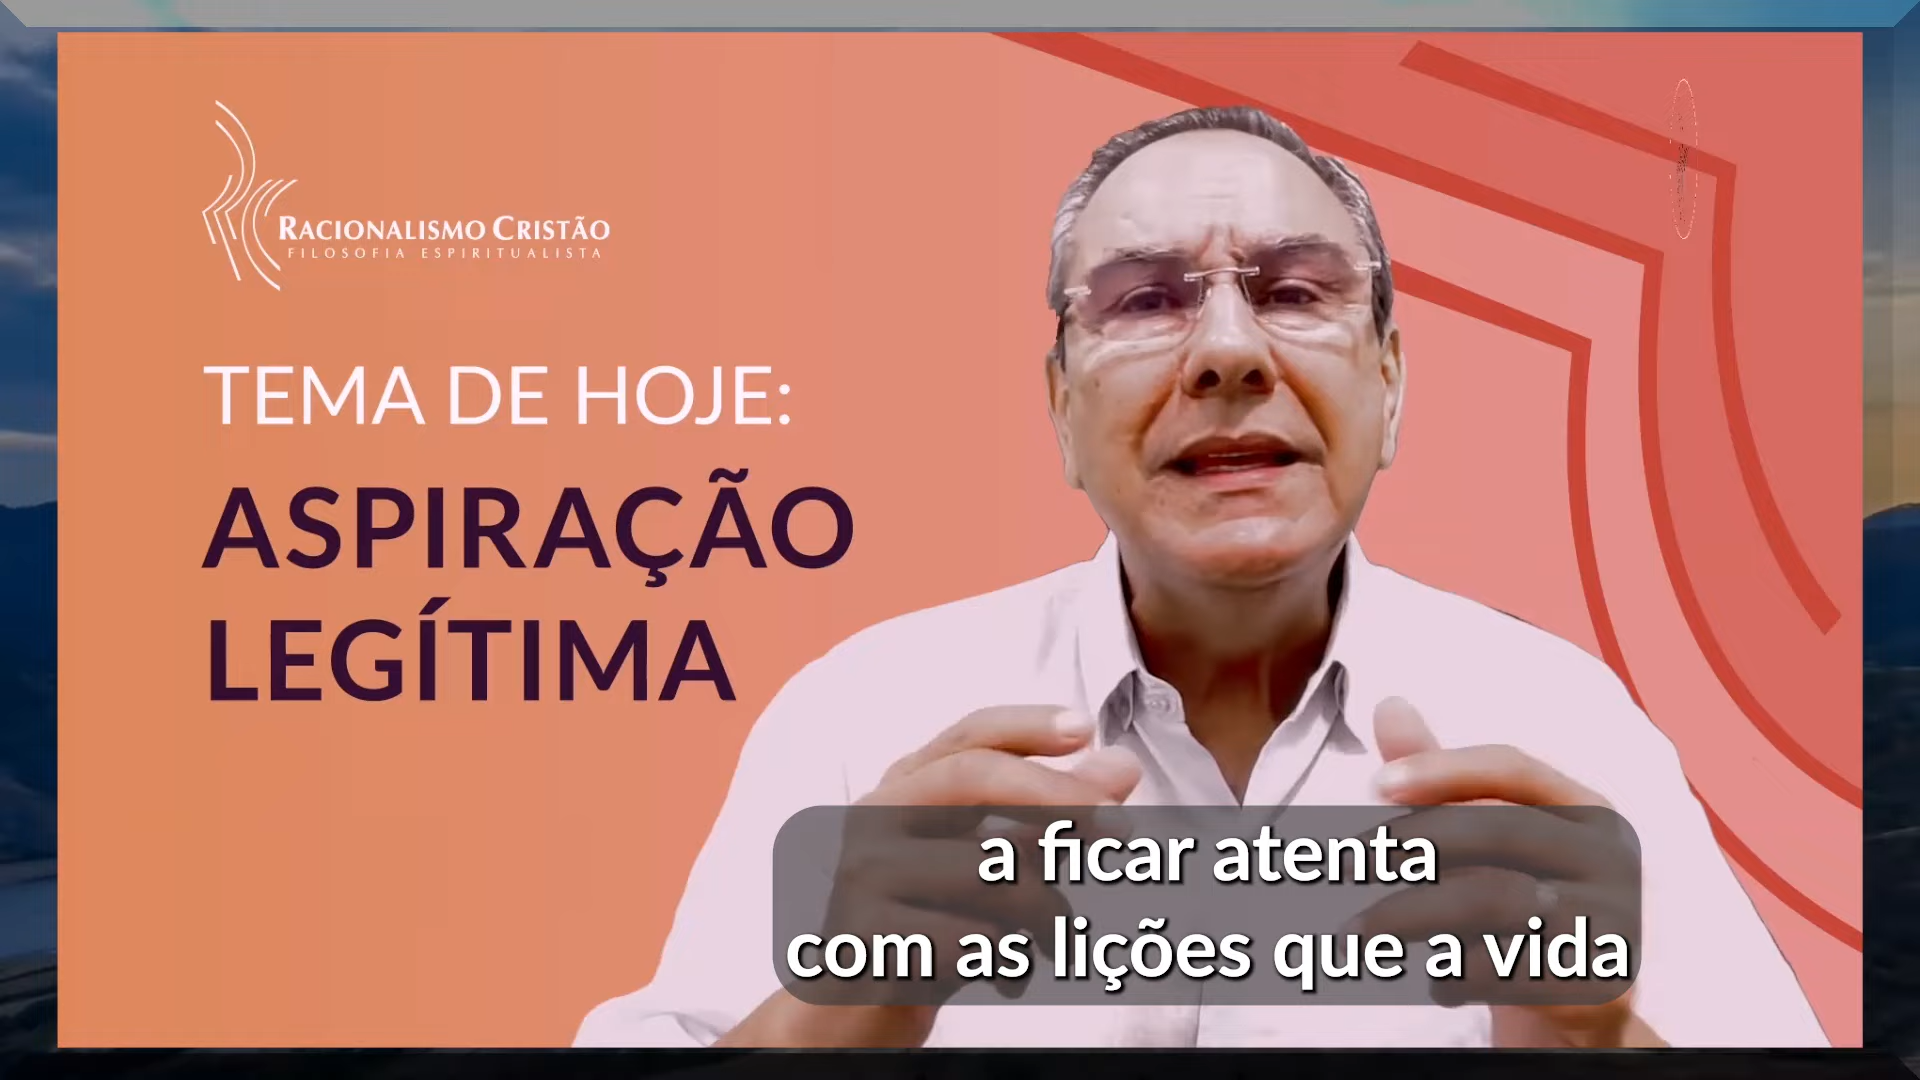 RACIONALISMO CRISTÃO
FILOSOFIA ESPIRITUALISTA
TEMA DE HOJE:
ASPIRAÇÃO
LEGÍTIMA
a ficar atenta
com as lições que a vida